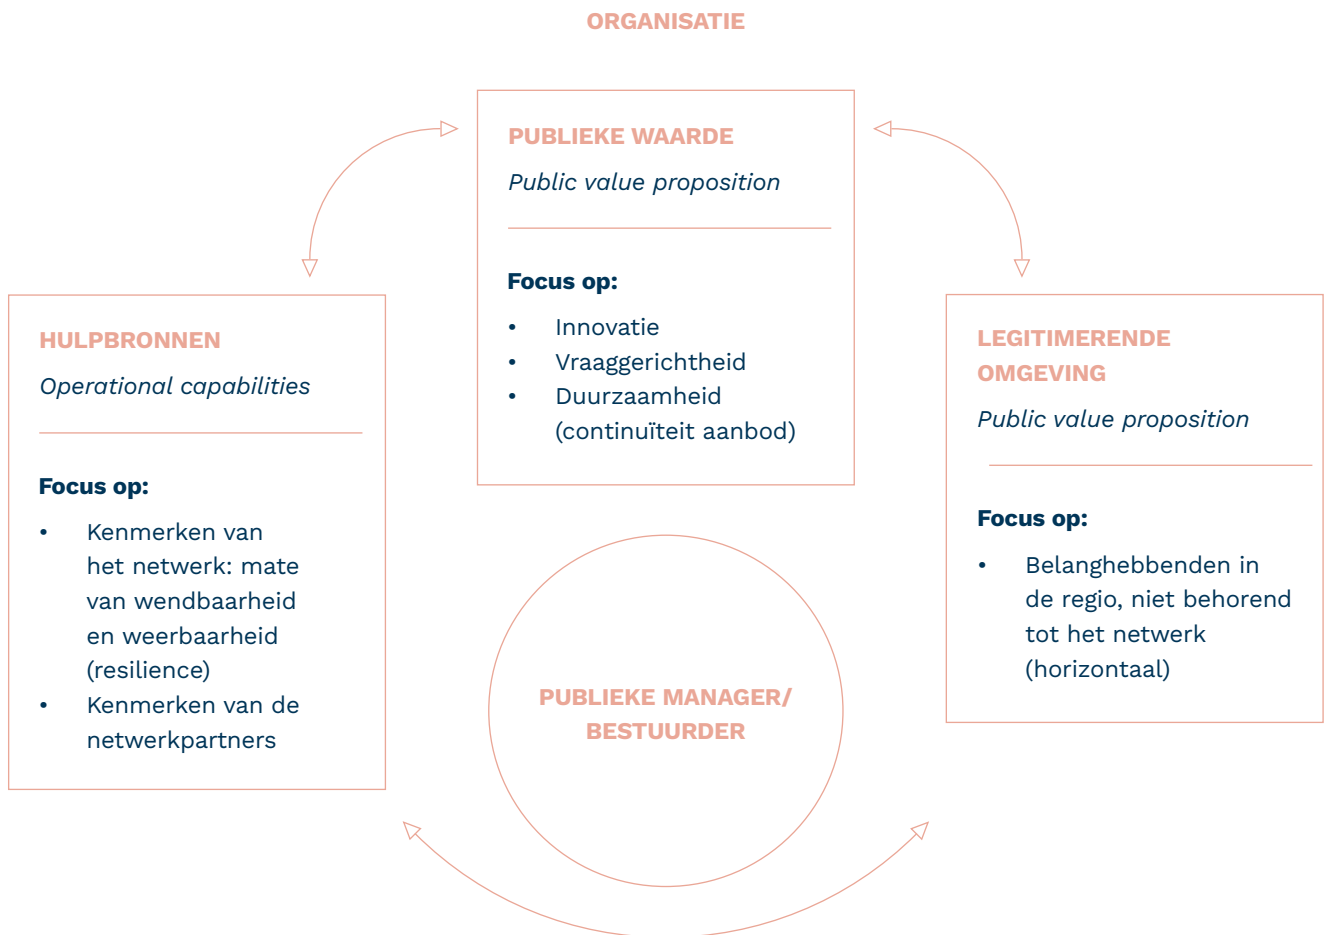 ORGANISATIE
PUBLIEKE WAARDE
Public value proposition
Focus op:
• Innovatie
• Vraaggerichtheid
• Duurzaamheid
(continuïteit aanbod)
HULPBRONNEN
Operational capabilities
Focus op:
• Kenmerken van
het netwerk: mate
van wendbaarheid
en weerbaarheid
(resilience)
• Kenmerken van de
netwerkpartners
LEGITIMERENDE
OMGEVING
Public value proposition
Focus op:
• Belanghebbenden in
de regio, niet behorend
tot het netwerk
(horizontaal)
PUBLIEKE MANAGER/
BESTUURDER